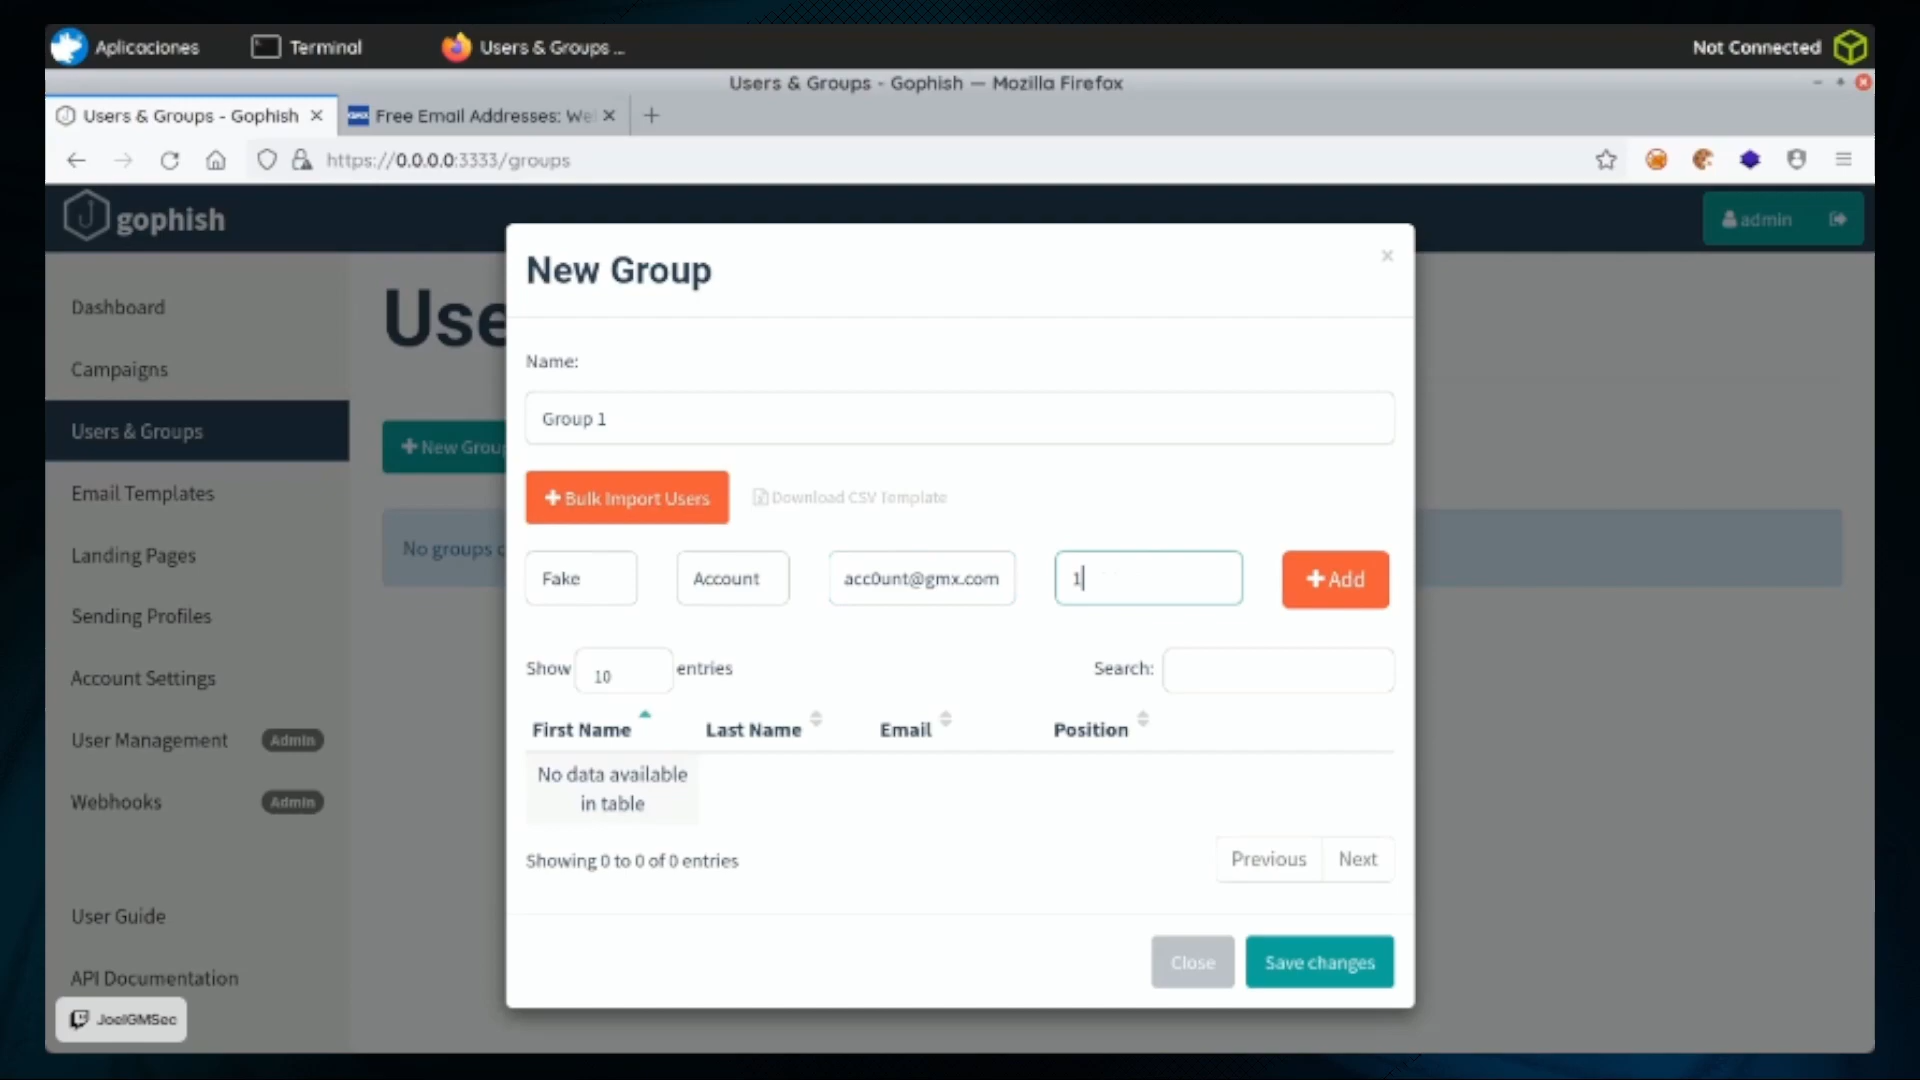 Aplicaciones
Terminal
Users & Groups ...
Not Connected
Users & Groups - Gophish — Mozilla Firefox
Users & Groups - Gophish
GMX
Free Email Addresses: We
https://0.0.0.0:3333/groups
gophish
admin
Dashboard
Campaigns
Users & Groups
Email Templates
Landing Pages
Sending Profiles
Account Settings
User Management
Admin
Webhooks
Admin
User Guide
API Documentation
JoelGMSec
Use
New Group
No groups c
New Group
×
Name:
Group 1
Bulk Import Users
Download CSV Template
Fake
Account
acc0unt@gmx.com
1
Add
Show 10 entries
Search:
First Name
Last Name
Email
Position
No data available
in table
Showing 0 to 0 of 0 entries
Previous
Next
Close
Save changes